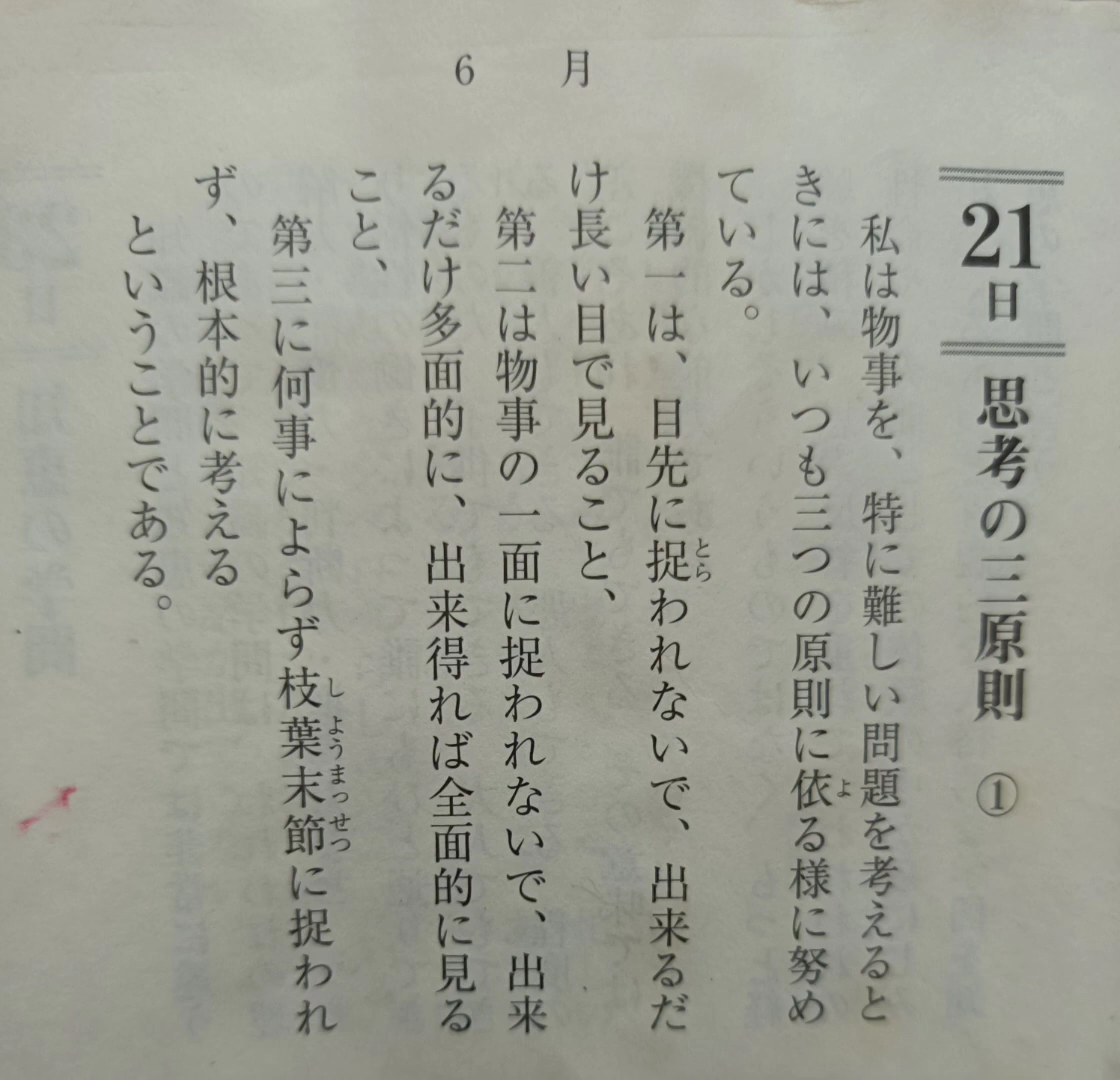 6月
21日 思考の三原則 ①
私は物事を、特に難しい問題を考えると
きには、いつも三つの原則に依る様に努め
ている。
第一は、目先に捉われないで、出来るだ
け長い目で見ること、
第二は物事の一面に捉われないで、出来
るだけ多面的に、出来得れば全面的に見る
こと、
第三に何事によらず枝葉末節に捉われ
ず、根本的に考える
ということである。